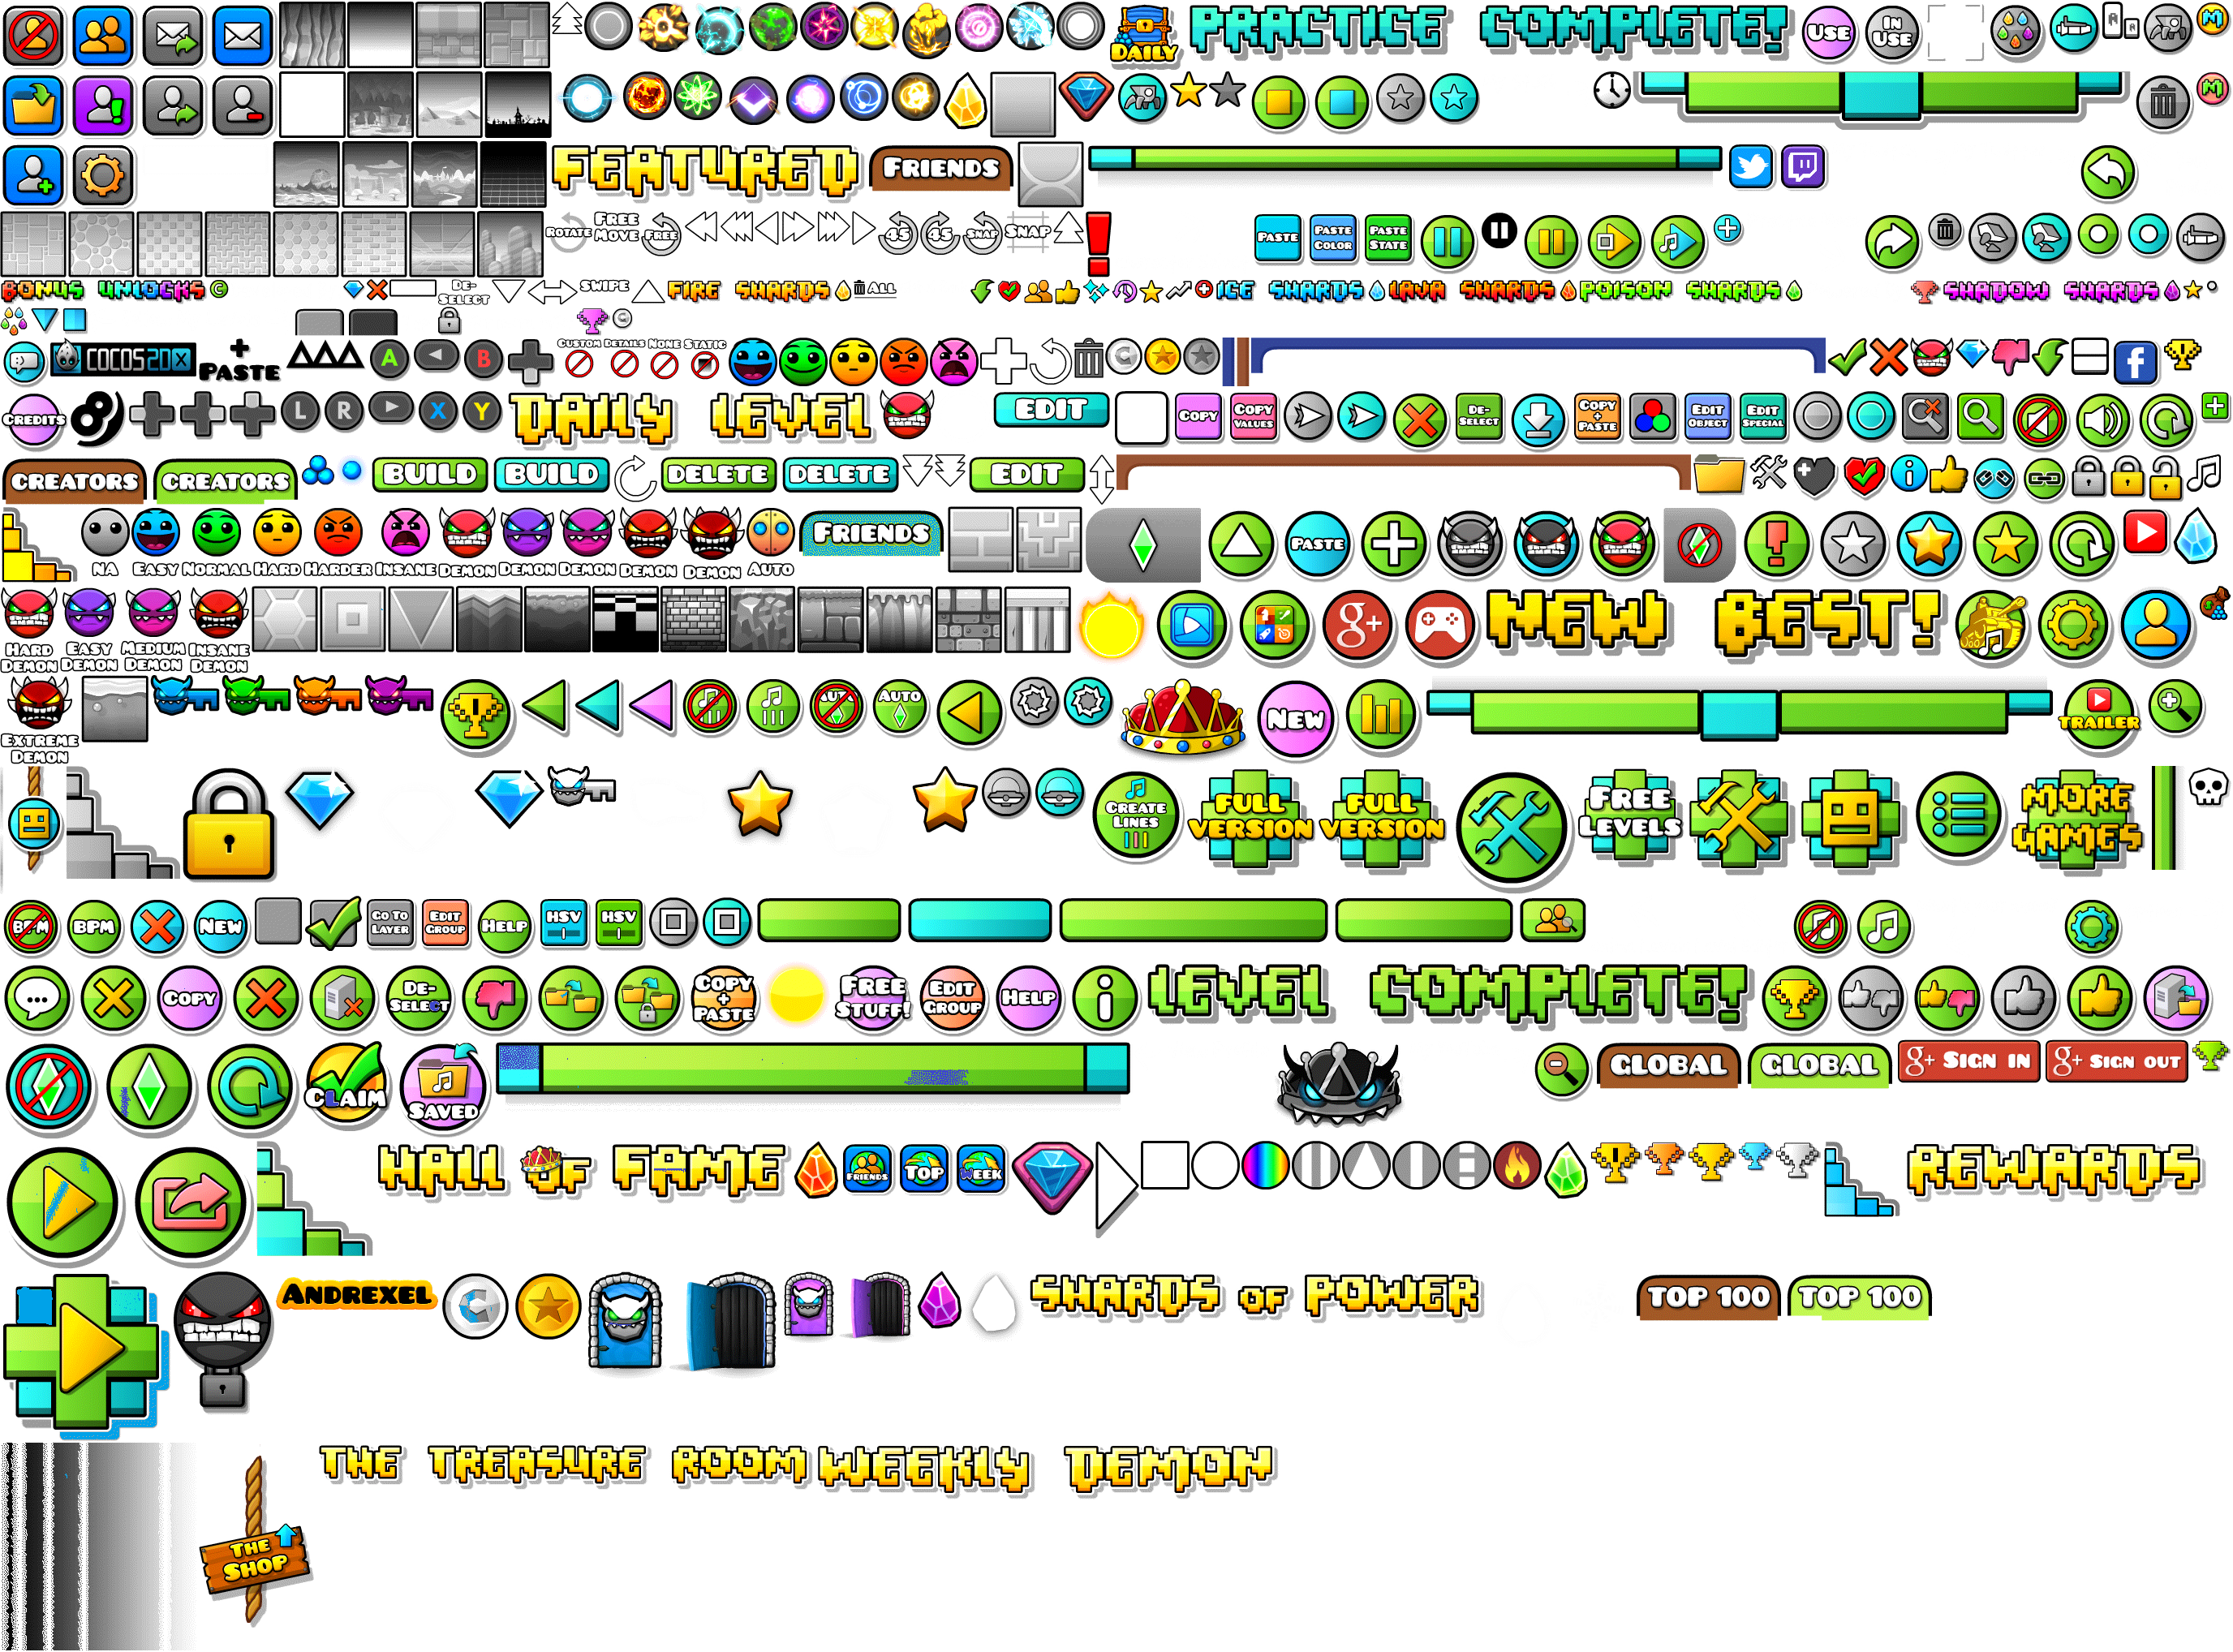 DAILY PRACTICE COMPLETE! USE IN USE
FEATURED FRIENDS
ROTATE FREE MOVE FREE 45 45 SNAP SNAP PASTE PASTE COLOR PASTE STATE
BONUS UNLOCKS DE-SELECT SWIPE FIRE SHARDS ALL ICE SHARDS LAVA SHARDS POISON SHARDS SHADOW SHARDS
COCOS2DX + PASTE A B CUSTOM DETAILS NONE STATIC f
CREDITS L R X Y DAILY LEVEL EDIT COPY COPY VALUES DE-SELECT COPY + PASTE EDIT OBJECT EDIT SPECIAL
CREATORS CREATORS BUILD BUILD DELETE DELETE EDIT
NA EASY NORMAL HARD HARDER INSANE DEMON DEMON DEMON DEMON DEMON AUTO FRIENDS PASTE
HARD DEMON EASY DEMON MEDIUM DEMON INSANE DEMON g+ NEW BEST!
EXTREME DEMON AUTO AUTO NEW TRAILER
CREATE LINES FULL VERSION FULL VERSION FREE LEVELS MORE GAMES
BPM BPM NEW GO TO LAYER EDIT GROUP HELP HSV HSV
COPY DE-SELECT COPY + PASTE FREE STUFF! EDIT GROUP HELP i LEVEL COMPLETE!
CLAIM SAVED GLOBAL GLOBAL g+ SIGN IN g+ SIGN OUT
HALL OF FAME FRIENDS TOP WEEK REWARDS
ANDREXEL SHARDS OF POWER TOP 100 TOP 100
THE TREASURE ROOM WEEKLY DEMON
THE SHOP